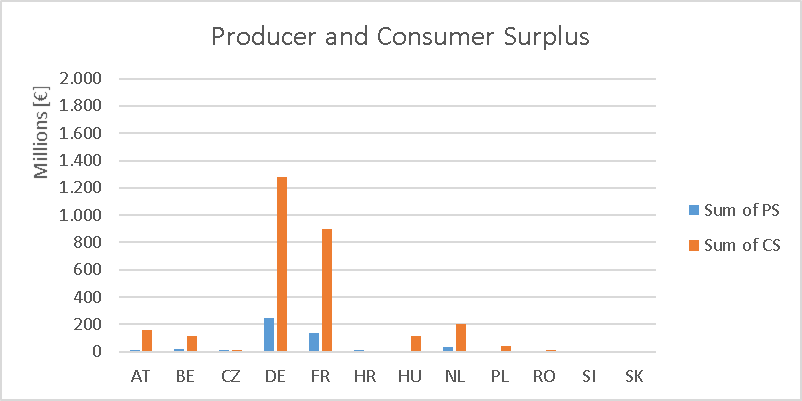 Producer and Consumer Surplus
Millions [€]
2.000
1.800
1.600
1.400
1.200
1.000
800
600
400
200
0
AT BE CZ DE FR HR HU NL PL RO SI SK
Sum of PS
Sum of CS